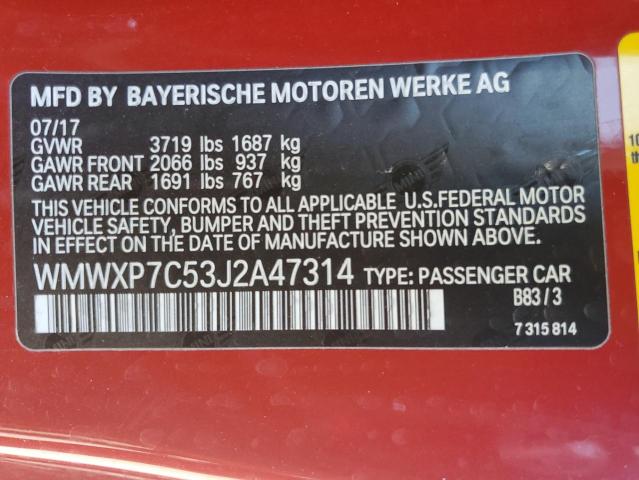 MFD BY BAYERISCHE MOTOREN WERKE AG
07/17
GVWR 3719 lbs 1687 kg
GAWR FRONT 2066 lbs 937 kg
GAWR REAR 1691 lbs 767 kg
THIS VEHICLE CONFORMS TO ALL APPLICABLE U.S.FEDERAL MOTOR
VEHICLE SAFETY, BUMPER AND THEFT PREVENTION STANDARDS
IN EFFECT ON THE DATE OF MANUFACTURE SHOWN ABOVE.
WMWXP7C53J2A47314 TYPE: PASSENGER CAR
B83 / 3
7 315 814